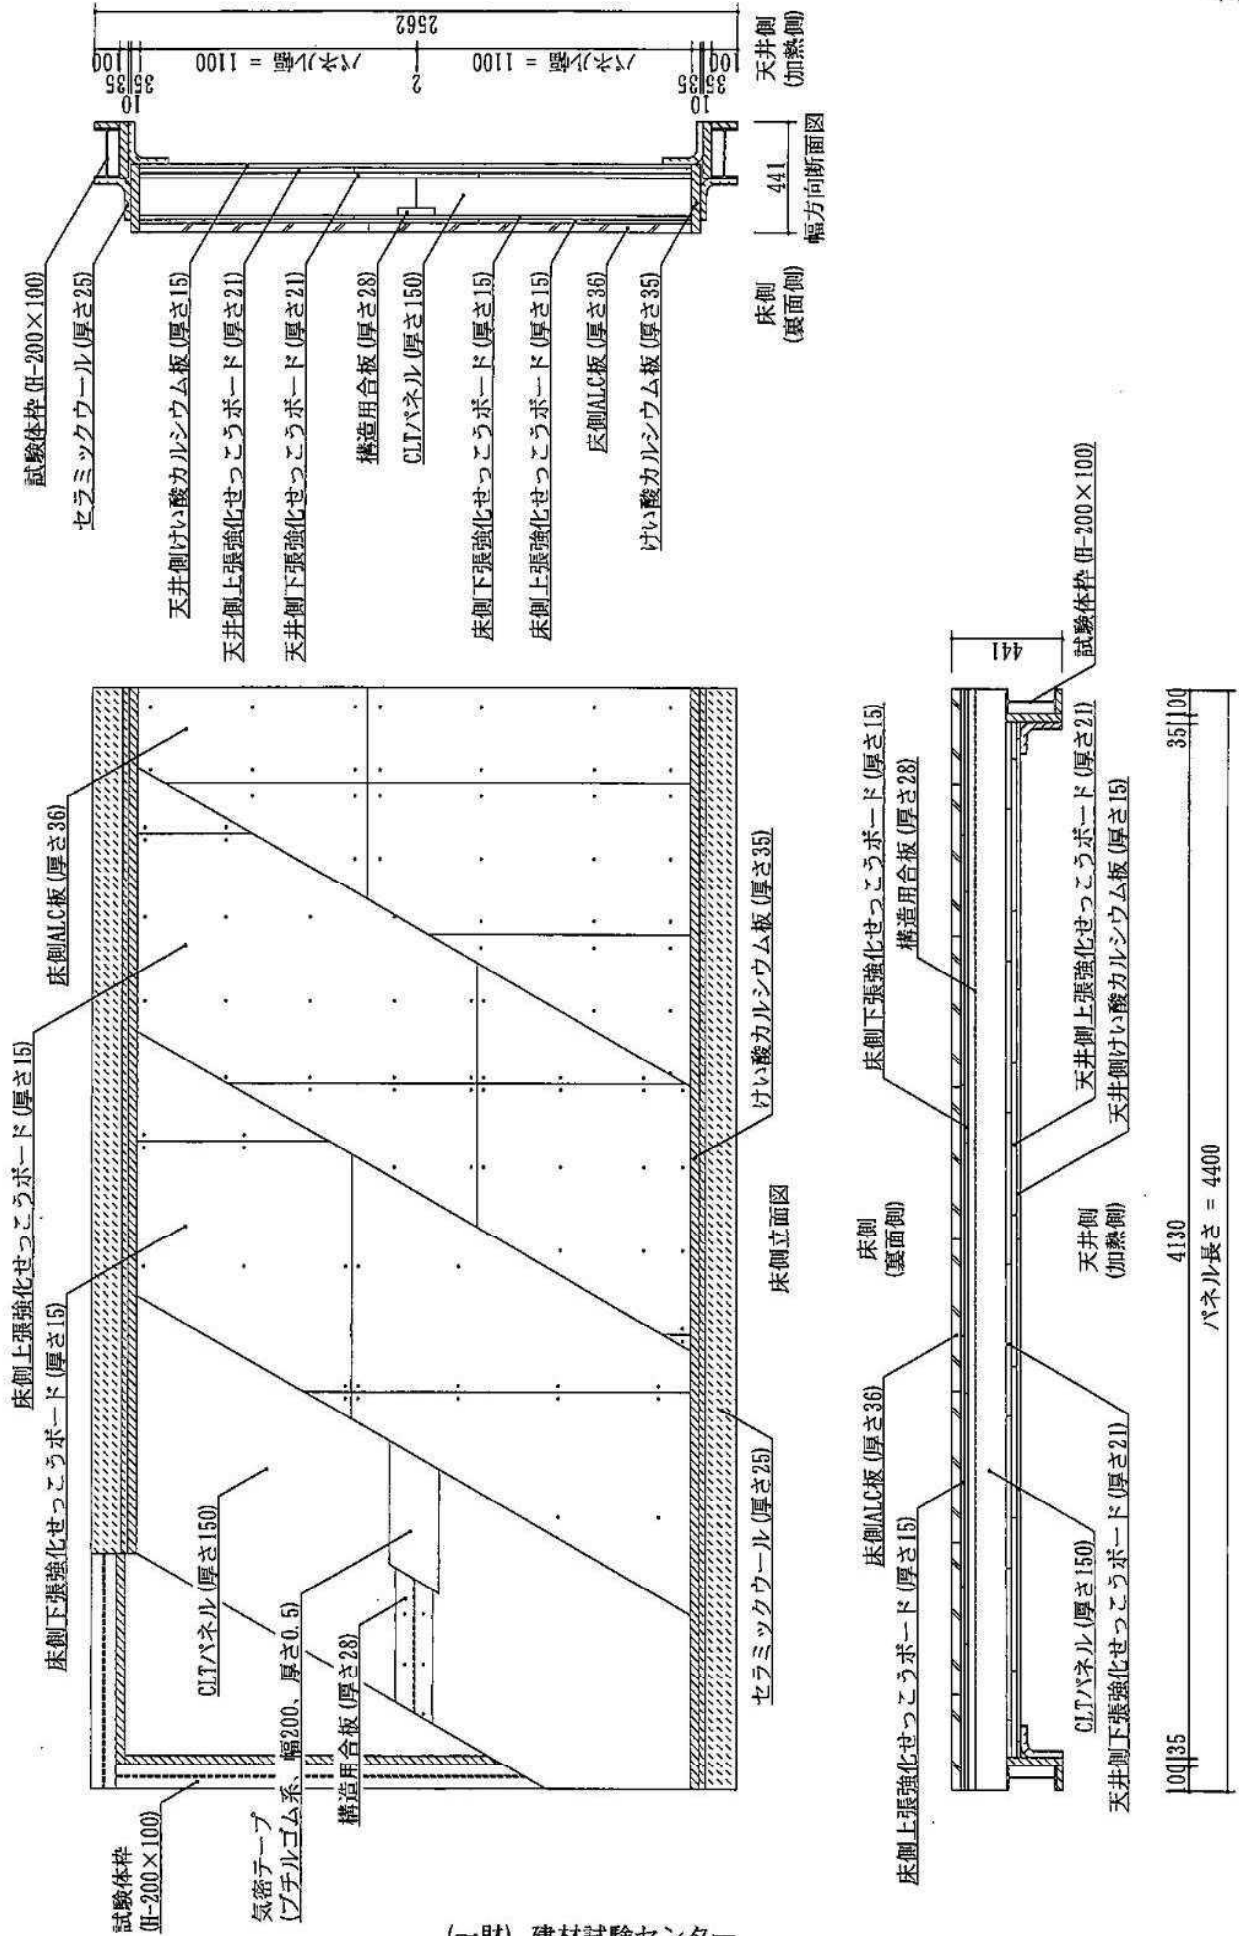 2562
100
パネル幅 = 1100
2
パネル幅 = 1100
100
35
35
35
35
10
10
天井側
(加熱側)
441
幅方向断面図
床側
(裏面側)
試験体枠(H-200×100)
セラミックウール(厚さ25)
天井側けい酸カルシウム板(厚さ15)
天井側上張強化せっこうボード(厚さ21)
天井側下張強化せっこうボード(厚さ21)
構造用合板(厚さ28)
CLTパネル(厚さ150)
床側下張強化せっこうボード(厚さ15)
床側上張強化せっこうボード(厚さ15)
床側ALC板(厚さ36)
けい酸カルシウム板(厚さ35)
床側ALC板(厚さ36)
床側上張強化せっこうボード(厚さ15)
床側下張強化せっこうボード(厚さ15)
CLTパネル(厚さ150)
試験体枠
(H-200×100)
気密テープ
(ブチルゴム系、幅200、厚さ0.5)
構造用合板(厚さ28)
セラミックウール(厚さ25)
けい酸カルシウム板(厚さ35)
床側立面図
床側上張強化せっこうボード(厚さ15)
床側ALC板(厚さ36)
床側
(裏面側)
床側下張強化せっこうボード(厚さ15)
構造用合板(厚さ28)
441
試験体枠(H-200×100)
CLTパネル(厚さ150)
天井側下張強化せっこうボード(厚さ21)
天井側
(加熱側)
天井側上張強化せっこうボード(厚さ21)
天井側けい酸カルシウム板(厚さ15)
100
35
4130
35
100
パネル長さ = 4400
(一財) 建材試験センター